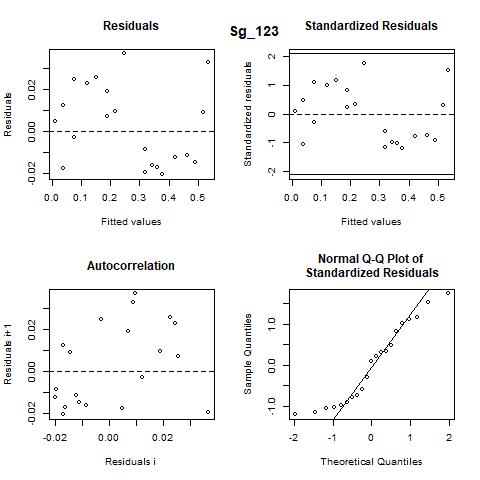 Sg_123
Residuals
Residuals
-0.02 0.00 0.02
0.0 0.1 0.2 0.3 0.4 0.5
Fitted values
Standardized Residuals
Standardized residuals
-2 -1 0 1 2
0.0 0.1 0.2 0.3 0.4 0.5
Fitted values
Autocorrelation
Residuals i+1
-0.02 0.00 0.02
-0.02 0.00 0.02
Residuals i
Normal Q-Q Plot of
Standardized Residuals
Sample Quantiles
-1.0 0.0 1.0
-2 -1 0 1 2
Theoretical Quantiles